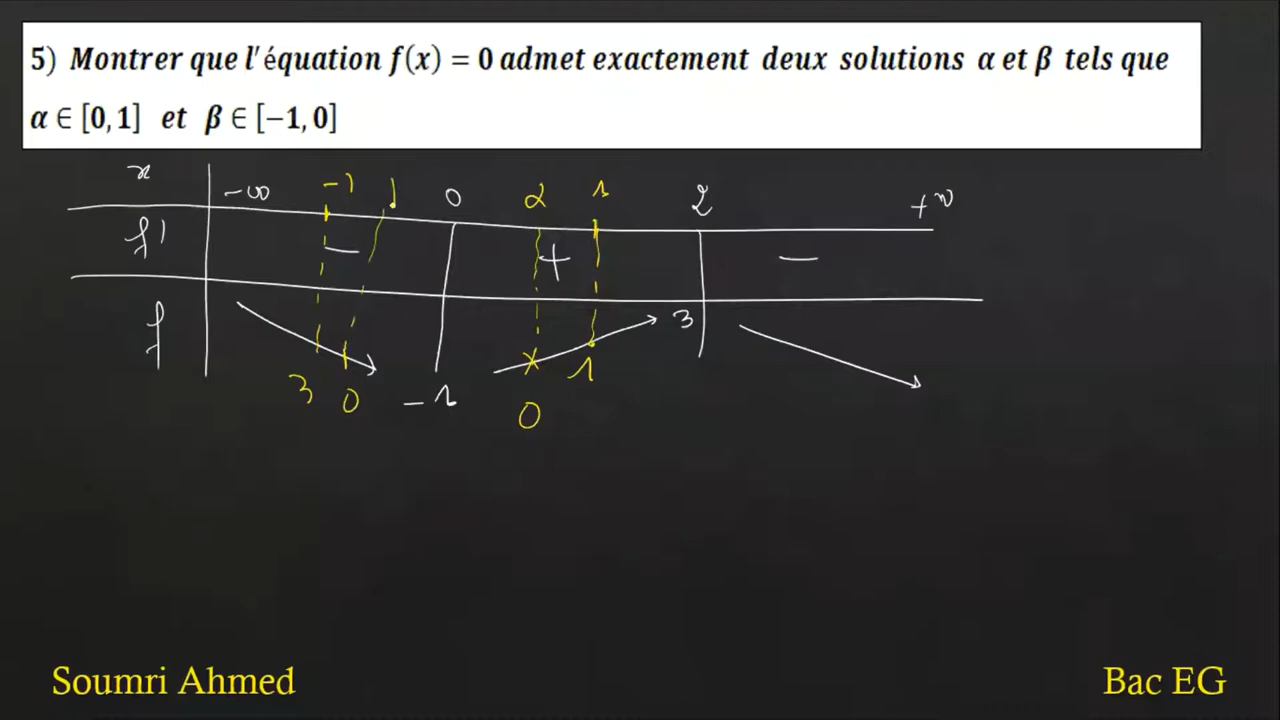 5) Montrer que l'équation f(x) = 0 admet exactement deux solutions α et β tels que
α ∈ [0, 1] et β ∈ [−1, 0]
x -∞ -1 0 α 1 2 +∞
f' − + −
f 3
3 0 -1 0 1
Soumri Ahmed
Bac EG